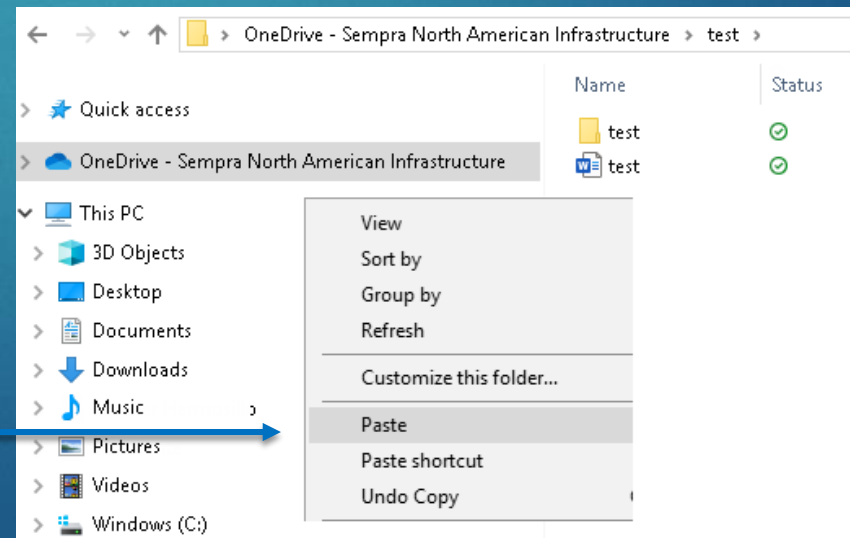 OneDrive - Sempra North American Infrastructure > test >
Name Status
Quick access
test
OneDrive - Sempra North American Infrastructure
test
This PC
View
3D Objects
Sort by
Desktop
Group by
Documents
Refresh
Downloads
Customize this folder...
Music
Paste
Pictures
Paste shortcut
Videos
Undo Copy
Windows (C:)